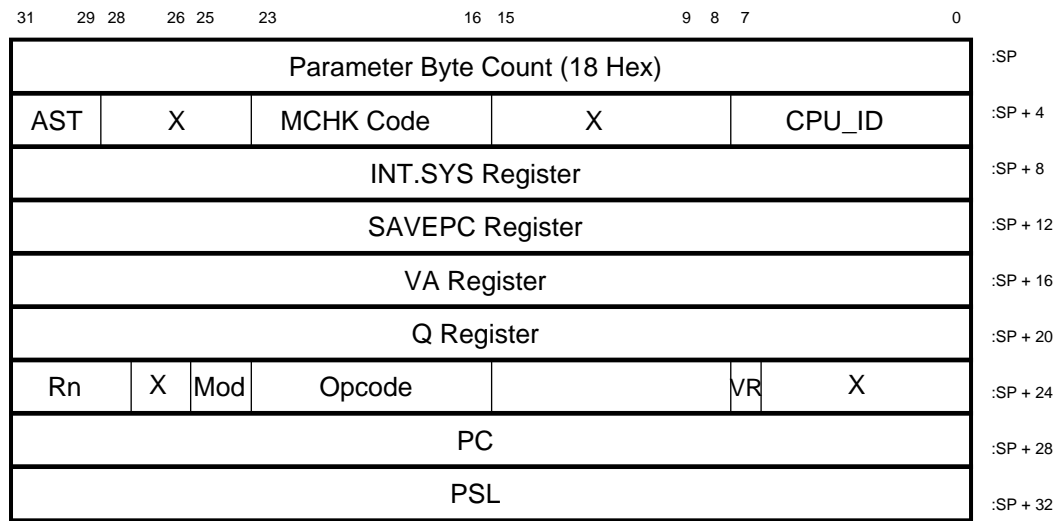 31 29 28 26 25 23 16 15 9 8 7 0
Parameter Byte Count (18 Hex) :SP
AST X MCHK Code X CPU_ID :SP + 4
INT.SYS Register :SP + 8
SAVEPC Register :SP + 12
VA Register :SP + 16
Q Register :SP + 20
Rn X Mod Opcode VR X :SP + 24
PC :SP + 28
PSL :SP + 32